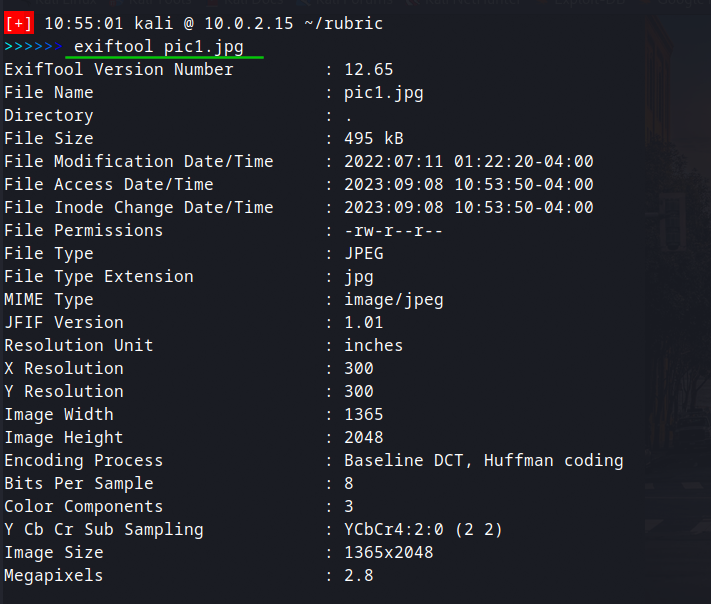 [+] 10:55:01 kali @ 10.0.2.15 ~/rubric
>>>>>> exiftool pic1.jpg
ExifTool Version Number : 12.65
File Name : pic1.jpg
Directory : .
File Size : 495 kB
File Modification Date/Time : 2022:07:11 01:22:20-04:00
File Access Date/Time : 2023:09:08 10:53:50-04:00
File Inode Change Date/Time : 2023:09:08 10:53:50-04:00
File Permissions : -rw-r--r--
File Type : JPEG
File Type Extension : jpg
MIME Type : image/jpeg
JFIF Version : 1.01
Resolution Unit : inches
X Resolution : 300
Y Resolution : 300
Image Width : 1365
Image Height : 2048
Encoding Process : Baseline DCT, Huffman coding
Bits Per Sample : 8
Color Components : 3
Y Cb Cr Sub Sampling : YCbCr4:2:0 (2 2)
Image Size : 1365x2048
Megapixels : 2.8